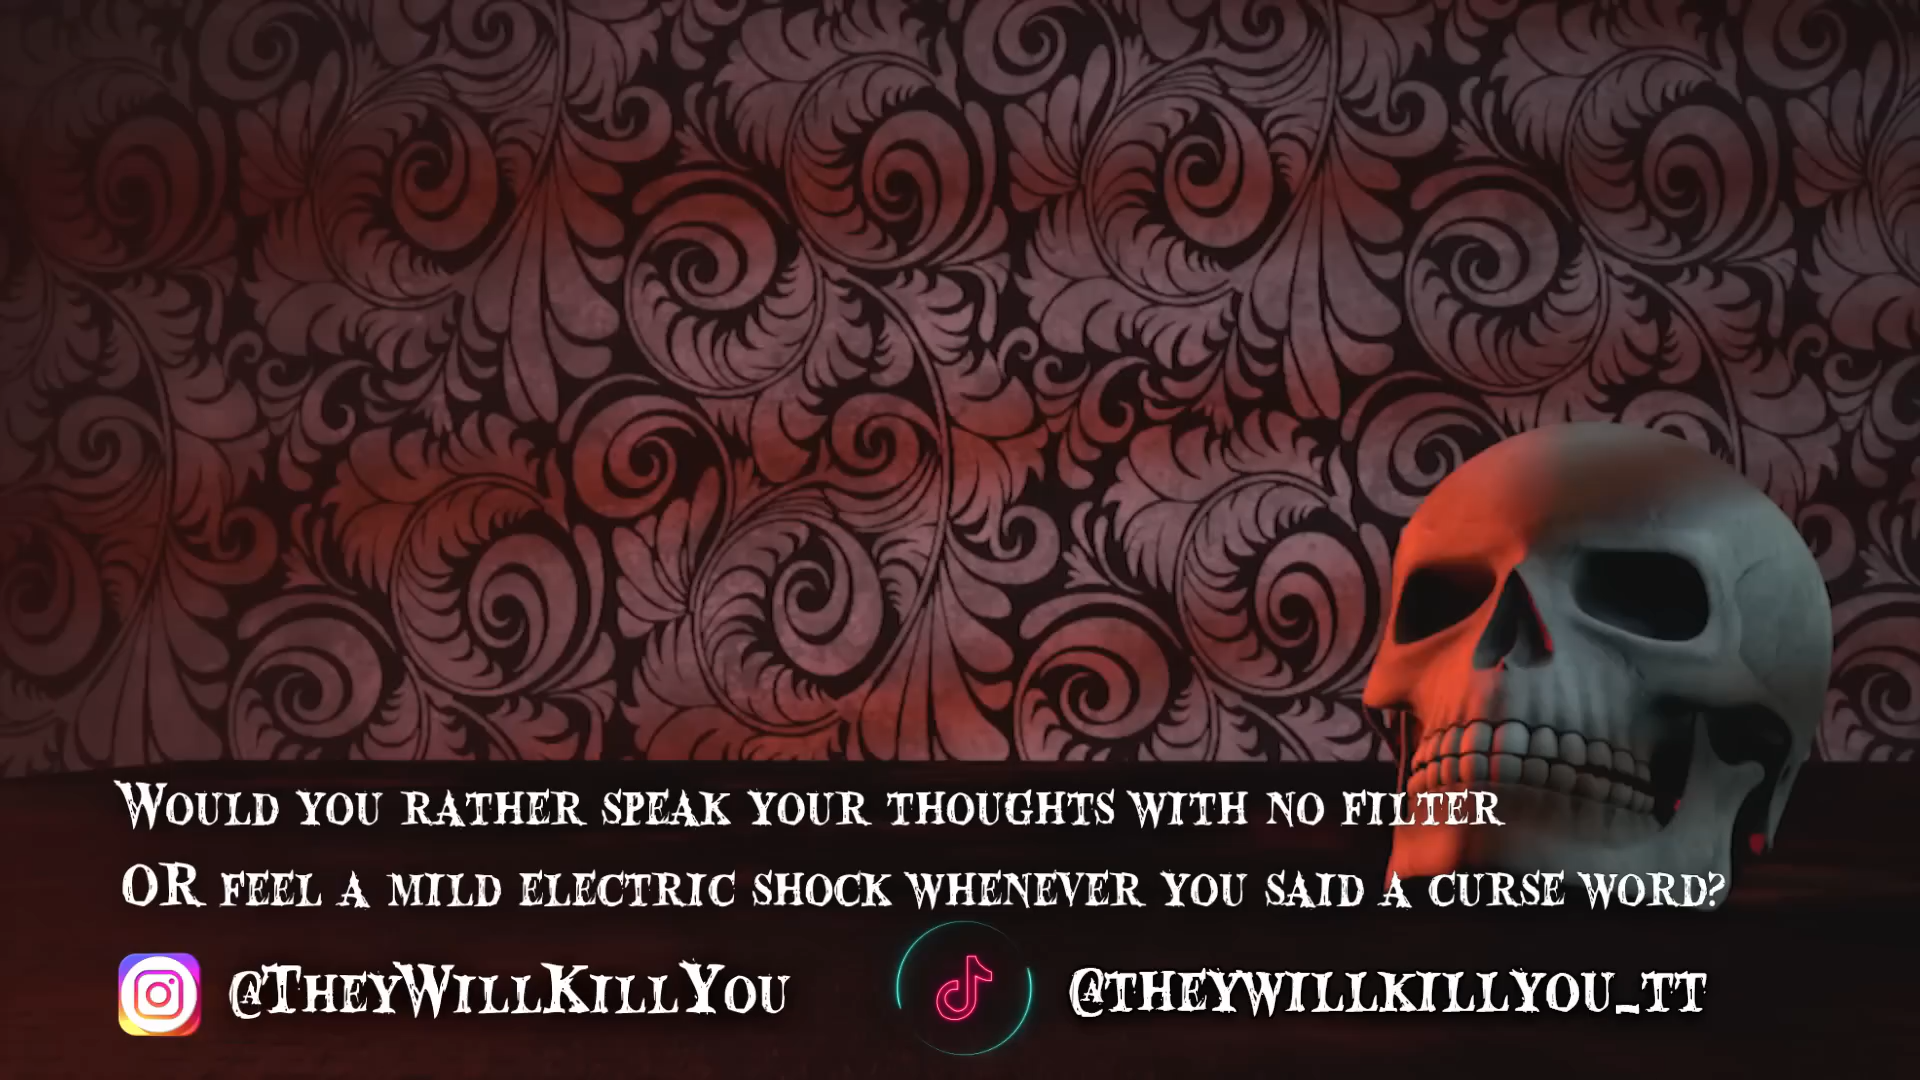 Would you rather speak your thoughts with no filter
OR feel a mild electric shock whenever you said a curse word?
@TheyWillKillYou
@theywillkillyou_tt